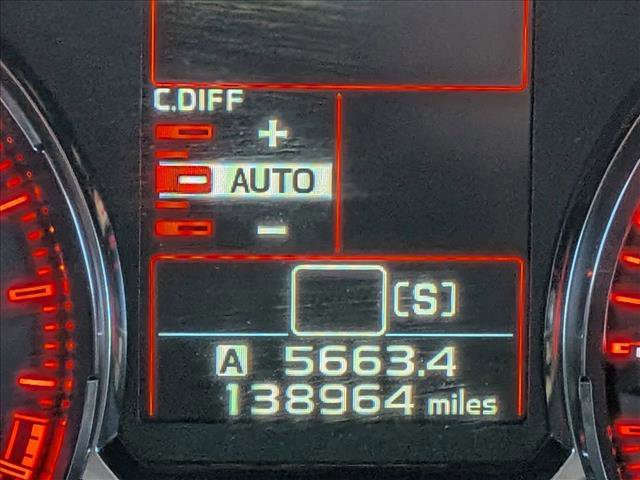 C.DIFF
+
AUTO
-
[S]
A 5663.4
138964 miles